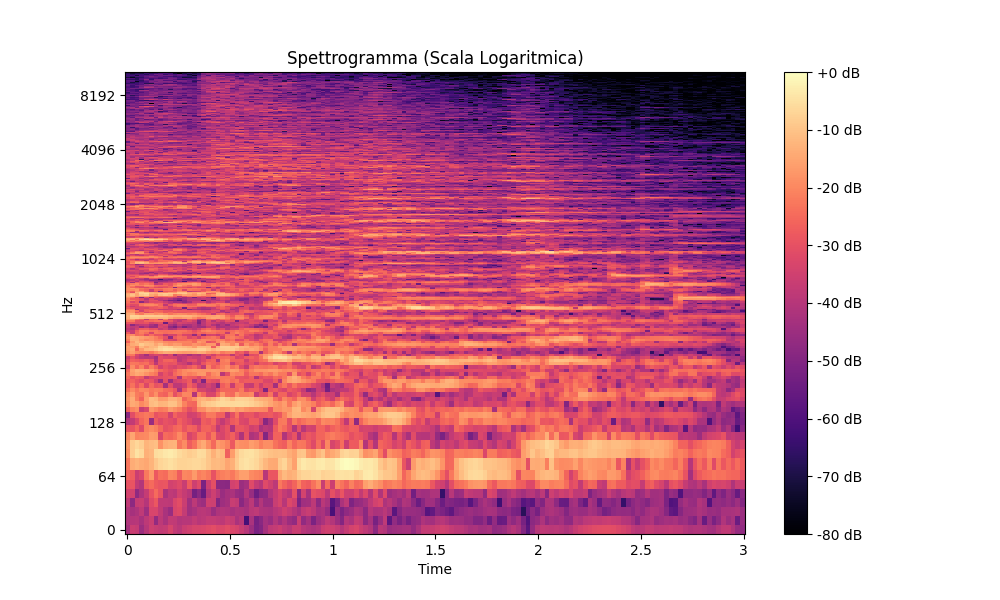 Spettrogramma (Scala Logaritmica)
Hz
8192
4096
2048
1024
512
256
128
64
0
0
0.5
1
1.5
2
2.5
3
Time
+0 dB
-10 dB
-20 dB
-30 dB
-40 dB
-50 dB
-60 dB
-70 dB
-80 dB